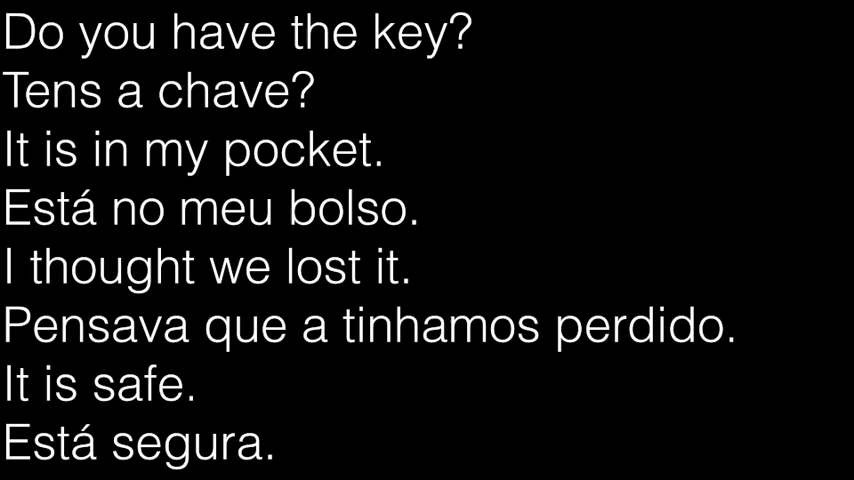 Do you have the key?
Tens a chave?
It is in my pocket.
Está no meu bolso.
I thought we lost it.
Pensava que a tinhamos perdido.
It is safe.
Está segura.